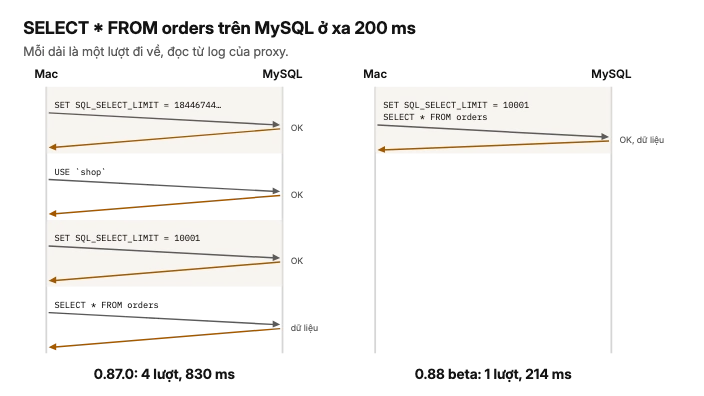 SELECT * FROM orders trên MySQL ở xa 200 ms
Mỗi dải là một lượt đi về, đọc từ log của proxy.
Mac
MySQL
SET SQL_SELECT_LIMIT = 18446744…
OK
USE `shop`
OK
SET SQL_SELECT_LIMIT = 10001
OK
SELECT * FROM orders
dữ liệu
0.87.0: 4 lượt, 830 ms
Mac
MySQL
SET SQL_SELECT_LIMIT = 10001
SELECT * FROM orders
OK, dữ liệu
0.88 beta: 1 lượt, 214 ms